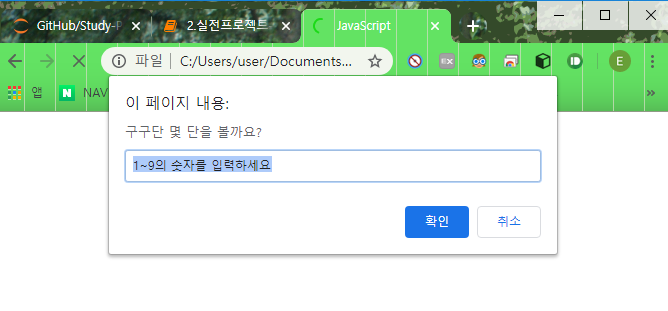 GitHub/Study-P
2.실전프로젝트
JavaScript
파일 | C:/Users/user/Documents...
E
앱
N NAV
이 페이지 내용:
구구단 몇 단을 볼까요?
1~9의 숫자를 입력하세요
확인
취소